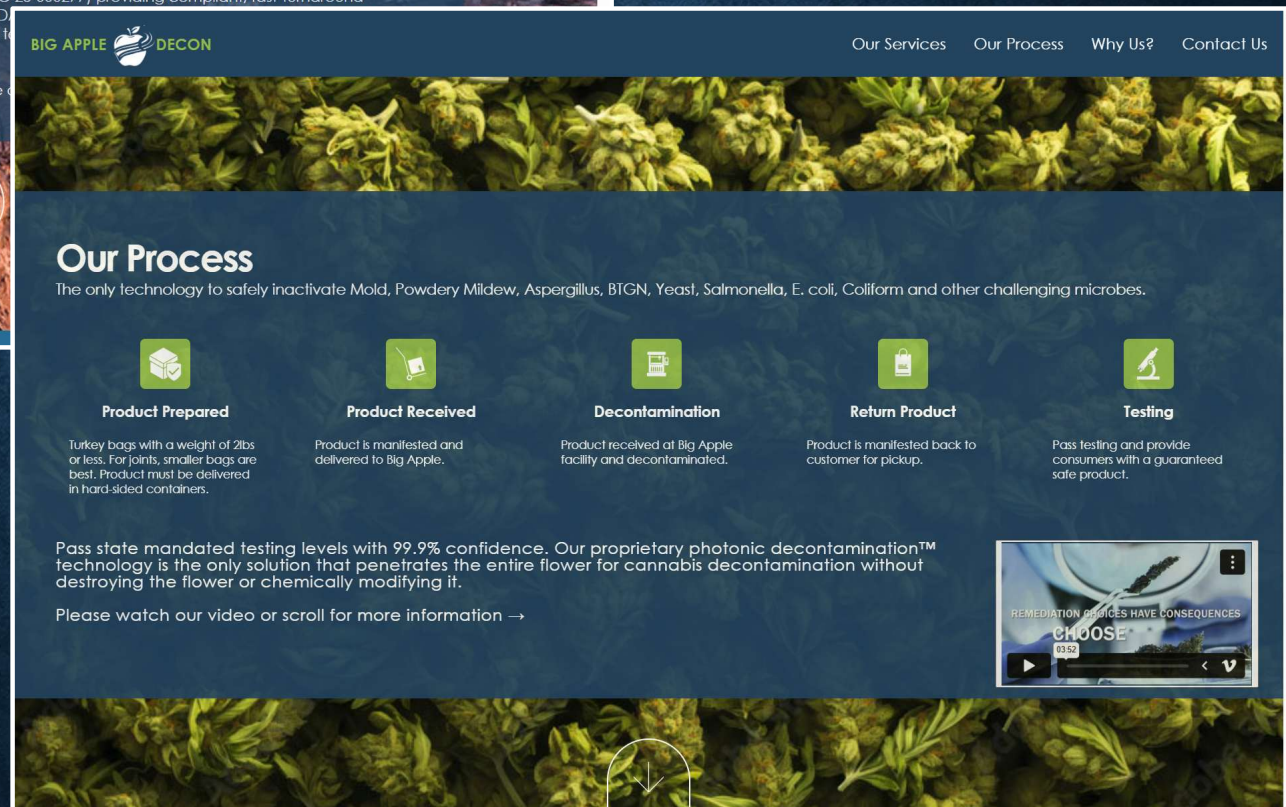 BIG APPLE DECON
Our Services Our Process Why Us? Contact Us
Our Process
The only technology to safely inactivate Mold, Powdery Mildew, Aspergillus, BTGN, Yeast, Salmonella, E. coli, Coliform and other challenging microbes.
Product Prepared
Turkey bags with a weight of 2lbs
or less. For joints, smaller bags are
best. Product must be delivered
in hard-sided containers.
Product Received
Product is manifested and
delivered to Big Apple.
Decontamination
Product received at Big Apple
facility and decontaminated.
Return Product
Product is manifested back to
customer for pickup.
Testing
Pass testing and provide
consumers with a guaranteed
safe product.
Pass state mandated testing levels with 99.9% confidence. Our proprietary photonic decontamination™
technology is the only solution that penetrates the entire flower for cannabis decontamination without
destroying the flower or chemically modifying it.
Please watch our video or scroll for more information →
REMEDIATION CHOICES HAVE CONSEQUENCES
CHOOSE
03:52